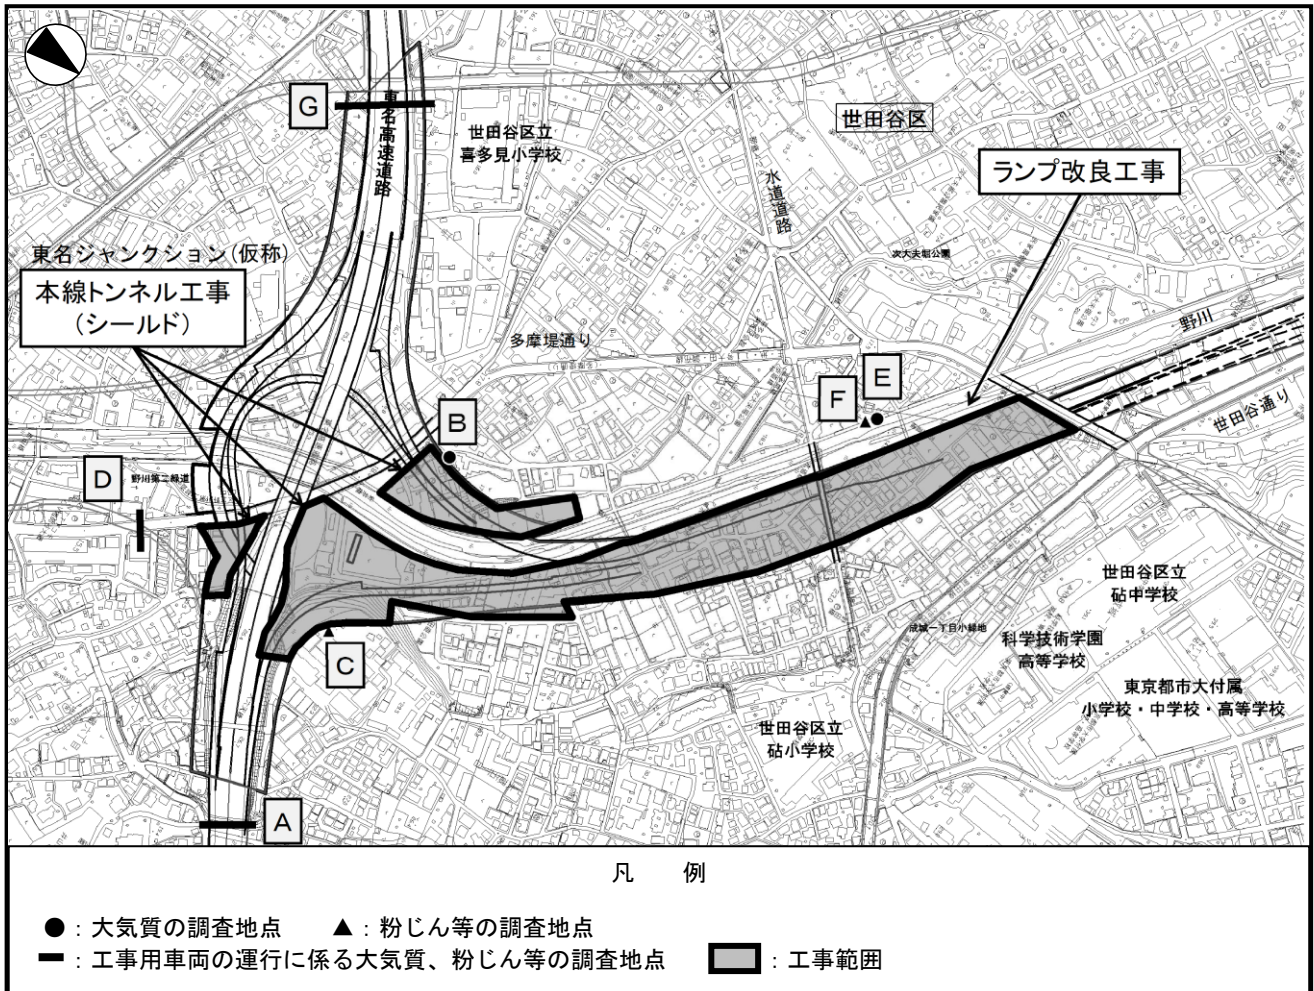 G
東名高速道路
世田谷区立
喜多見小学校
世田谷区
ランプ改良工事
水道道路
次大夫堀公園
東名ジャンクション(仮称)
本線トンネル工事
（シールド）
多摩堤通り
野川
世田谷通り
E
F
B
D
野川第二緑道
C
世田谷区立
砧中学校
成城一丁目小緑地
科学技術学園
高等学校
東京都市大付属
小学校・中学校・高等学校
世田谷区立
砧小学校
A
凡　例
●：大気質の調査地点　▲：粉じん等の調査地点
━：工事用車両の運行に係る大気質、粉じん等の調査地点　：工事範囲